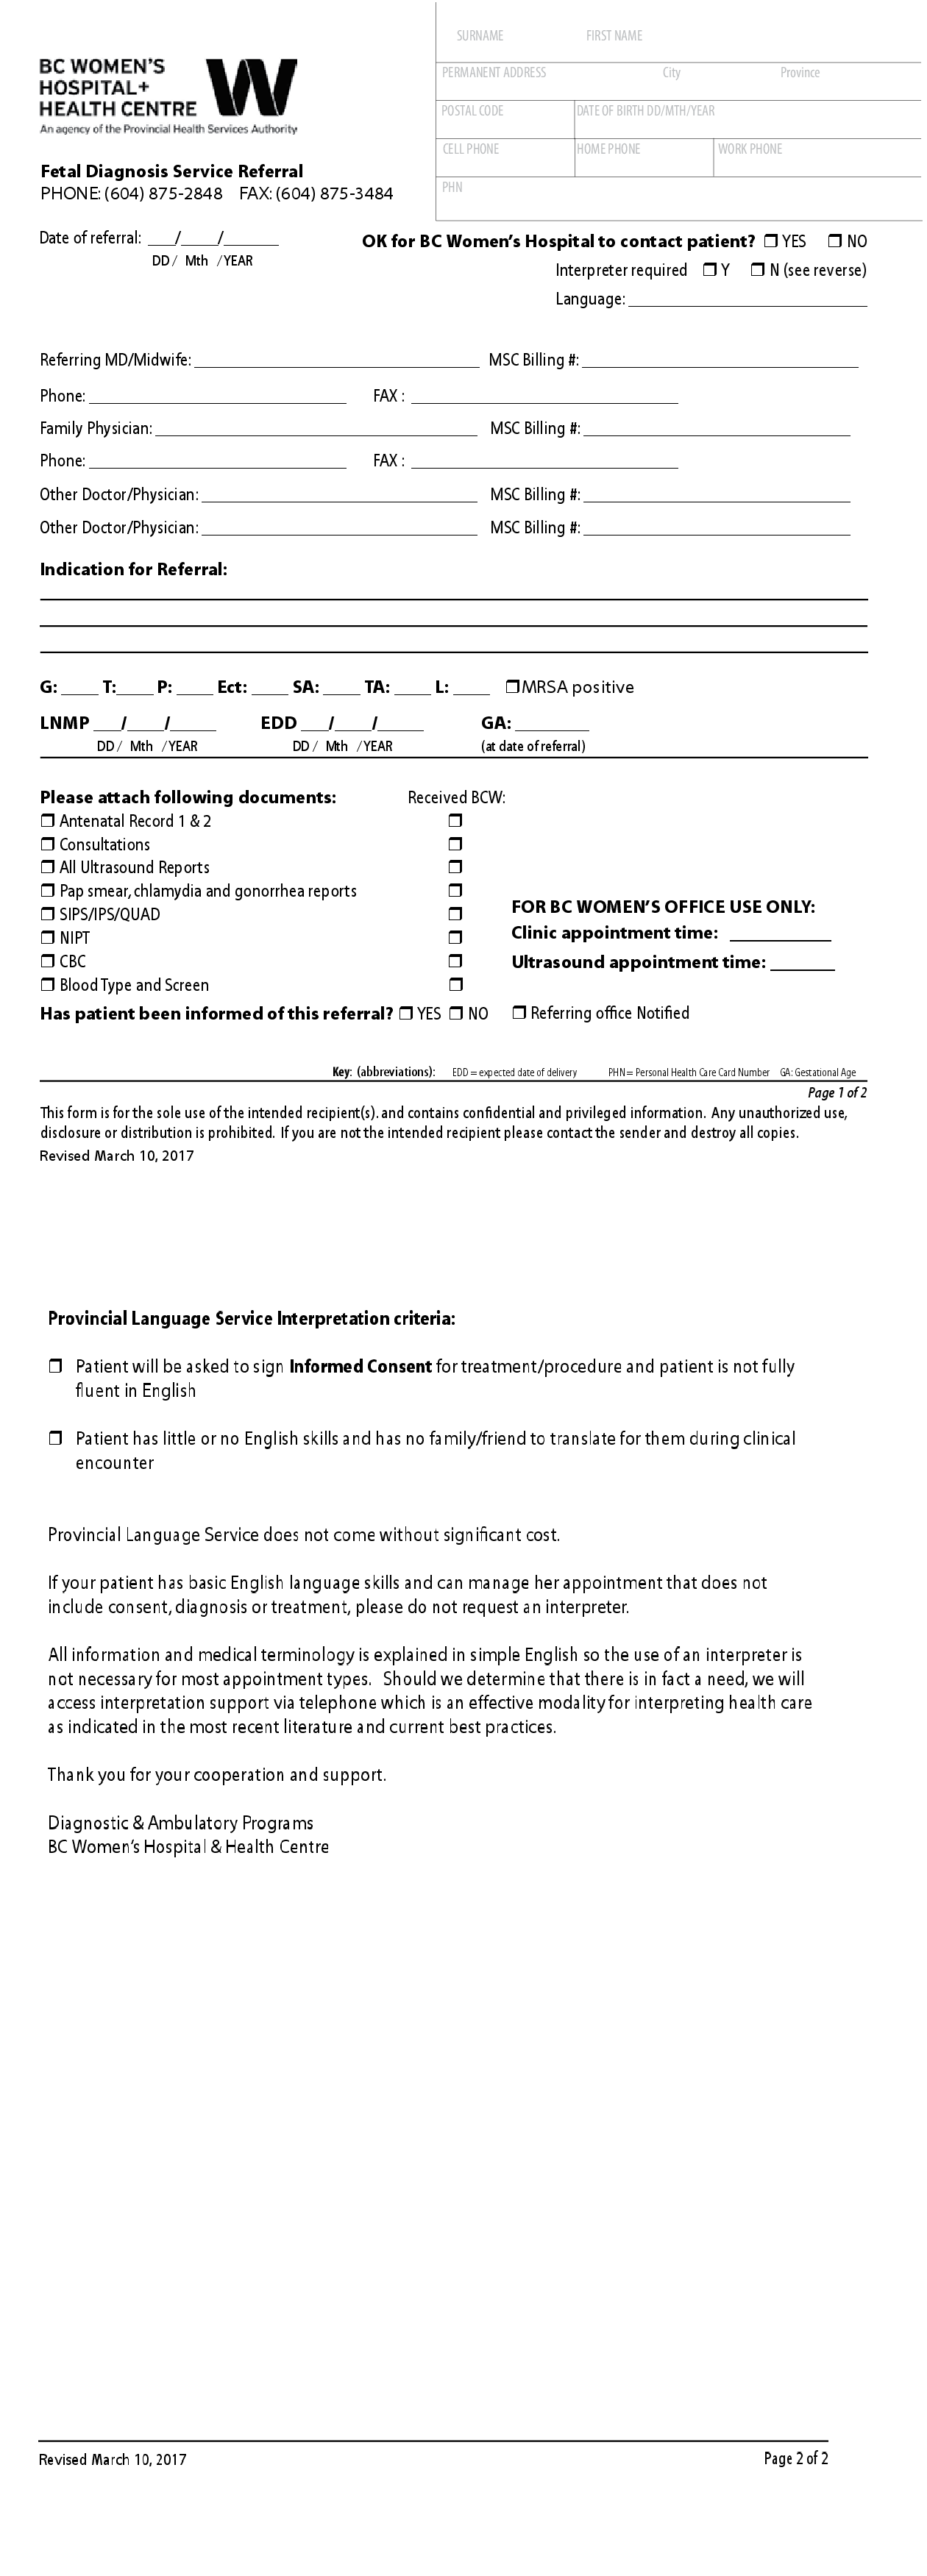 SURNAME FIRST NAME
PERMANENT ADDRESS City Province
POSTAL CODE DATE OF BIRTH DD/MTH/YEAR
CELL PHONE HOME PHONE WORK PHONE
PHN
BC WOMEN'S
HOSPITAL+
HEALTH CENTRE
An agency of the Provincial Health Services Authority
W
Fetal Diagnosis Service Referral
PHONE: (604) 875-2848 FAX: (604) 875-3484
Date of referral: ___/____/______
DD / Mth / YEAR
OK for BC Women's Hospital to contact patient? ❒ YES ❒ NO
Interpreter required ❒ Y ❒ N (see reverse)
Language: __________________________
Referring MD/Midwife: _______________________________ MSC Billing #: ______________________________
Phone: ____________________________ FAX : _____________________________
Family Physician: ___________________________________ MSC Billing #: _____________________________
Phone: ____________________________ FAX : _____________________________
Other Doctor/Physician: ______________________________ MSC Billing #: _____________________________
Other Doctor/Physician: ______________________________ MSC Billing #: _____________________________
Indication for Referral:
G: ____ T:____ P: ____ Ect: ____ SA: ____ TA: ____ L: ____ ❒MRSA positive
LNMP ___/____/_____ EDD ___/____/_____ GA: ________
DD / Mth / YEAR DD / Mth / YEAR (at date of referral)
Please attach following documents: Received BCW:
❒ Antenatal Record 1 & 2 ❒
❒ Consultations ❒
❒ All Ultrasound Reports ❒
❒ Pap smear, chlamydia and gonorrhea reports ❒
❒ SIPS/IPS/QUAD ❒
❒ NIPT ❒
❒ CBC ❒
❒ Blood Type and Screen ❒
FOR BC WOMEN'S OFFICE USE ONLY:
Clinic appointment time: ___________
Ultrasound appointment time: _______
Has patient been informed of this referral? ❒ YES ❒ NO ❒ Referring office Notified
Key: (abbreviations): EDD = expected date of delivery PHN = Personal Health Care Card Number GA: Gestational Age
Page 1 of 2
This form is for the sole use of the intended recipient(s). and contains confidential and privileged information. Any unauthorized use,
disclosure or distribution is prohibited. If you are not the intended recipient please contact the sender and destroy all copies.
Revised March 10, 2017
Provincial Language Service Interpretation criteria:
❒ Patient will be asked to sign Informed Consent for treatment/procedure and patient is not fully
fluent in English
❒ Patient has little or no English skills and has no family/friend to translate for them during clinical
encounter
Provincial Language Service does not come without significant cost.
If your patient has basic English language skills and can manage her appointment that does not
include consent, diagnosis or treatment, please do not request an interpreter.
All information and medical terminology is explained in simple English so the use of an interpreter is
not necessary for most appointment types. Should we determine that there is in fact a need, we will
access interpretation support via telephone which is an effective modality for interpreting health care
as indicated in the most recent literature and current best practices.
Thank you for your cooperation and support.
Diagnostic & Ambulatory Programs
BC Women's Hospital & Health Centre
Revised March 10, 2017 Page 2 of 2